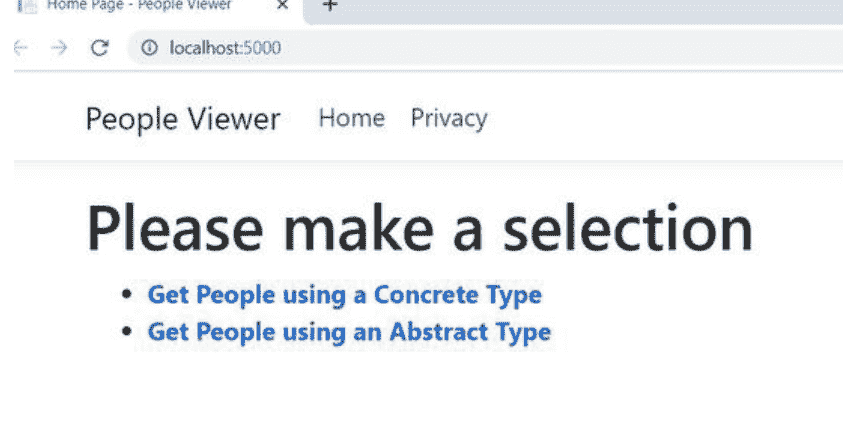 Home Page - People Viewer
localhost:5000
People Viewer Home Privacy
Please make a selection
Get People using a Concrete Type
Get People using an Abstract Type